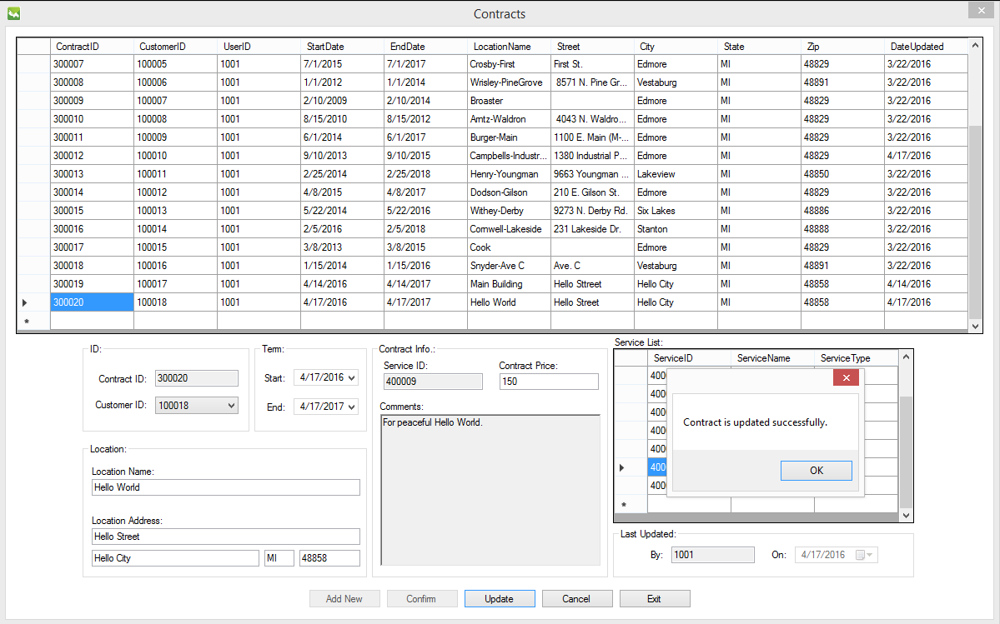 Contracts
ContractID CustomerID UserID StartDate EndDate LocationName Street City State Zip DateUpdated
300007 100005 1001 7/1/2015 7/1/2017 Crosby-First First St. Edmore MI 48829 3/22/2016
300008 100006 1001 1/1/2012 1/1/2014 Wrisley-PineGrove 8571 N. Pine Gr... Vestaburg MI 48891 3/22/2016
300009 100007 1001 2/10/2009 2/10/2014 Broaster Edmore MI 48829 3/22/2016
300010 100008 1001 8/15/2010 8/15/2012 Arntz-Waldron 4043 N. Waldro... Edmore MI 48829 3/22/2016
300011 100009 1001 6/1/2014 6/1/2017 Burger-Main 1100 E. Main (M-... Edmore MI 48829 3/22/2016
300012 100010 1001 9/10/2013 9/10/2015 Campbells-Industr... 1380 Industrial P... Edmore MI 48829 4/17/2016
300013 100011 1001 2/25/2014 2/25/2018 Henry-Youngman 9663 Youngman ... Lakeview MI 48850 3/22/2016
300014 100012 1001 4/8/2015 4/8/2017 Dodson-Gilson 210 E. Gilson St. Edmore MI 48829 3/22/2016
300015 100013 1001 5/22/2014 5/22/2016 Withey-Derby 9273 N. Derby Rd. Six Lakes MI 48886 3/22/2016
300016 100014 1001 2/5/2016 2/5/2018 Cornwell-Lakeside 231 Lakeside Dr. Stanton MI 48888 3/22/2016
300017 100015 1001 3/8/2013 3/8/2015 Cook Edmore MI 48829 3/22/2016
300018 100016 1001 1/15/2014 1/15/2016 Snyder-Ave C Ave. C Vestaburg MI 48891 3/22/2016
300019 100017 1001 4/14/2016 4/14/2017 Main Building Hello Sttreet Hello City MI 48858 4/14/2016
300020 100018 1001 4/17/2016 4/17/2017 Hello World Hello Street Hello City MI 48858 4/17/2016
ID:
Contract ID: 300020
Customer ID: 100018
Term:
Start: 4/17/2016
End: 4/17/2017
Location:
Location Name:
Hello World
Location Address:
Hello Street
Hello City MI 48858
Contract Info.:
Service ID: Contract Price:
400009 150
Comments:
For peaceful Hello World.
Service List:
ServiceID ServiceName ServiceType
400
400
400
400
400
400
400
Contract is updated successfully.
OK
Last Updated:
By: 1001 On: 4/17/2016
Add New Confirm Update Cancel Exit